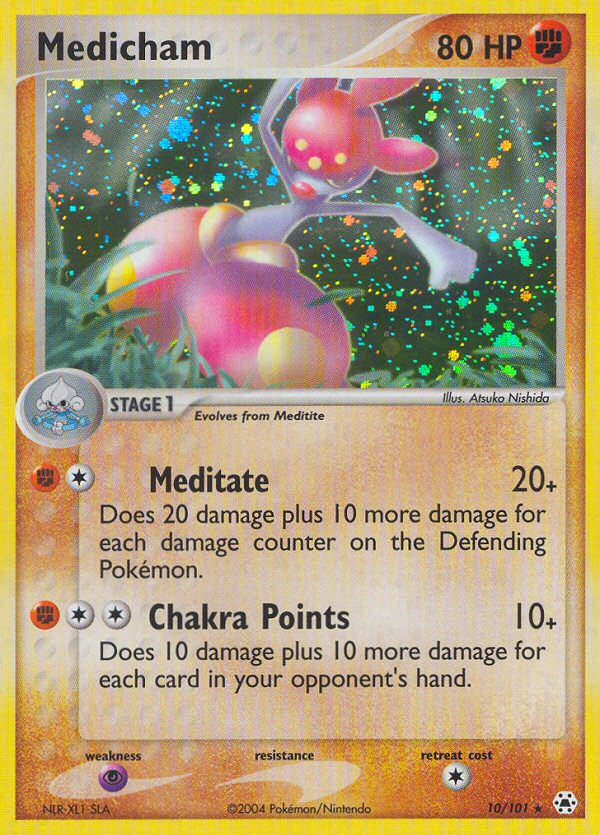 Medicham 80 HP
Illus. Atsuko Nishida
STAGE 1
Evolves from Meditite
Meditate 20+
Does 20 damage plus 10 more damage for
each damage counter on the Defending
Pokémon.
Chakra Points 10+
Does 10 damage plus 10 more damage for
each card in your opponent's hand.
weakness resistance retreat cost
NLR-XL1-SLA ©2004 Pokémon/Nintendo 10/101 ★